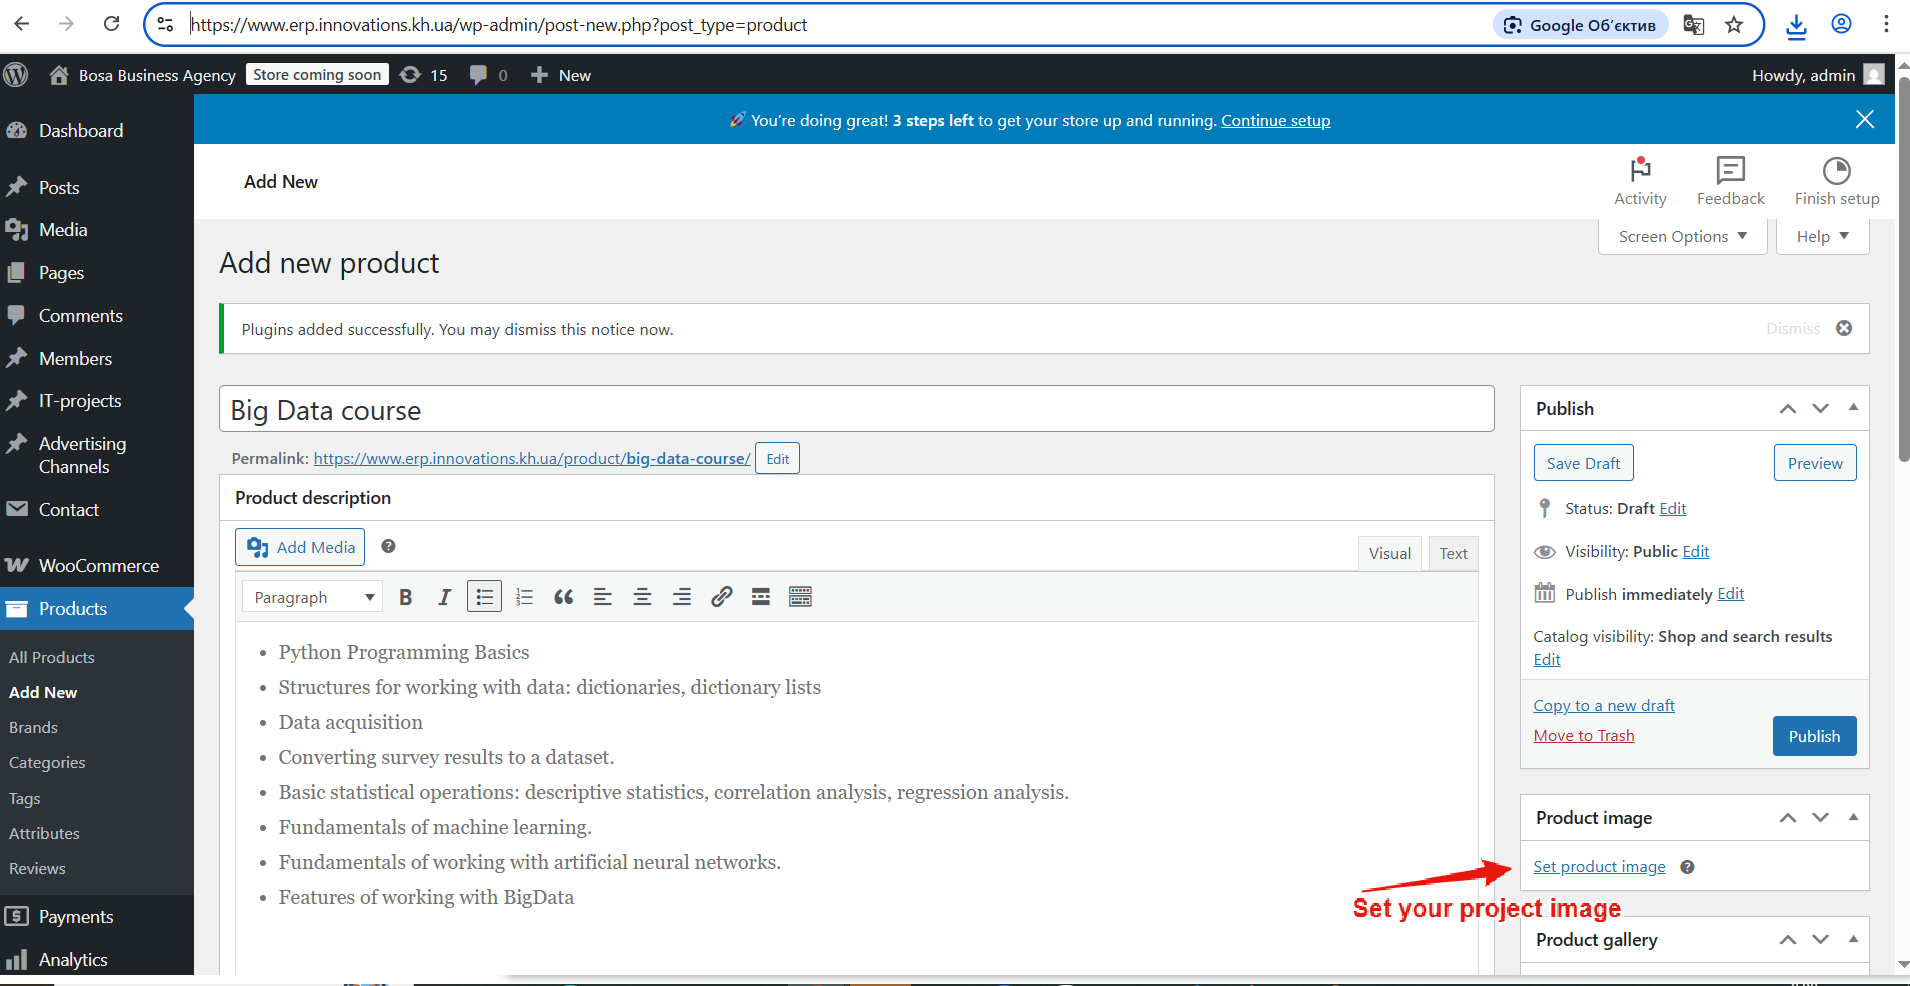 https://www.erp.innovations.kh.ua/wp-admin/post-new.php?post_type=product
Google Об’єктив
Bosa Business Agency
Store coming soon
15
0
New
Howdy, admin
Dashboard
Posts
Media
Pages
Comments
Members
IT-projects
Advertising
Channels
Contact
WooCommerce
Products
All Products
Add New
Brands
Categories
Tags
Attributes
Reviews
Payments
Analytics
🚀 You’re doing great! 3 steps left to get your store up and running. Continue setup
Add New
Activity
Feedback
Finish setup
Screen Options
Help
Add new product
Plugins added successfully. You may dismiss this notice now.
Dismiss
Big Data course
Permalink: https://www.erp.innovations.kh.ua/product/big-data-course/
Edit
Product description
Add Media
Visual
Text
Paragraph
B
I
• Python Programming Basics
• Structures for working with data: dictionaries, dictionary lists
• Data acquisition
• Converting survey results to a dataset.
• Basic statistical operations: descriptive statistics, correlation analysis, regression analysis.
• Fundamentals of machine learning.
• Fundamentals of working with artificial neural networks.
• Features of working with BigData
Publish
Save Draft
Preview
Status: Draft Edit
Visibility: Public Edit
Publish immediately Edit
Catalog visibility: Shop and search results
Edit
Copy to a new draft
Move to Trash
Publish
Product image
Set product image
Set your project image
Product gallery